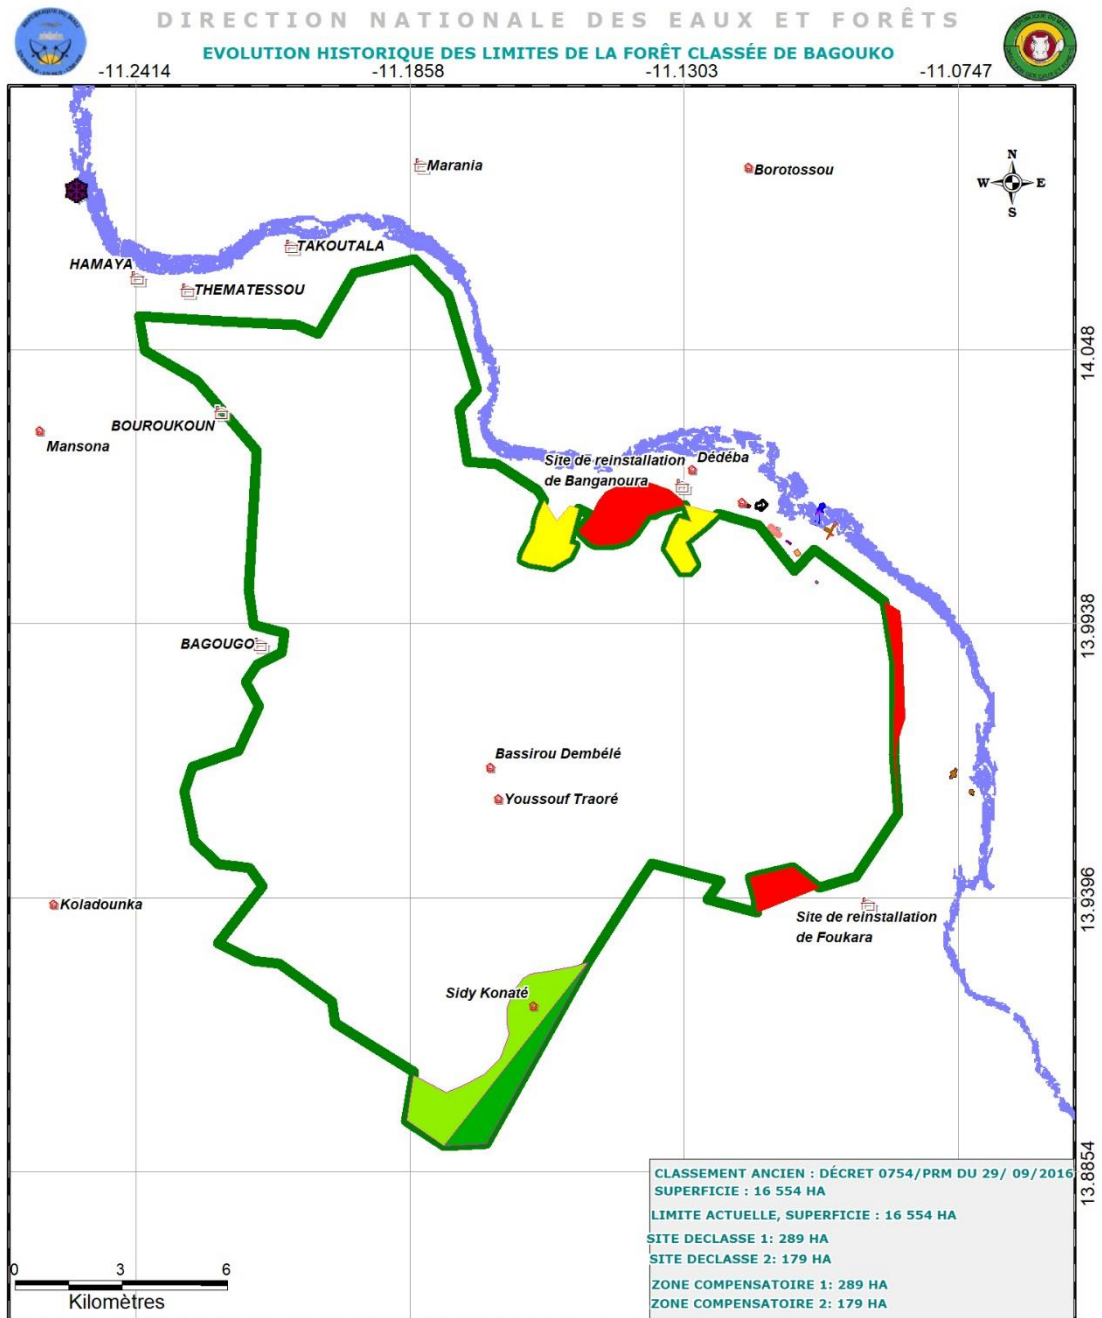 DIRECTION NATIONALE DES EAUX ET FORÊTS
EVOLUTION HISTORIQUE DES LIMITES DE LA FORÊT CLASSÉE DE BAGOUKO
-11.2414 -11.1858 -11.1303 -11.0747
Marania
Borotossou
N
W E
S
TAKOUTALA
HAMAYA
THEMATESSOU
14.048
BOUROUKOUN
Mansona
Site de reinstallation
de Banganoura
Dédéba
13.9938
BAGOUGO
Bassirou Dembélé
Youssouf Traoré
13.9396
Koladounka
Site de reinstallation
de Foukara
Sidy Konaté
13.8854
CLASSEMENT ANCIEN : DÉCRET 0754/PRM DU 29/ 09/2016
SUPERFICIE : 16 554 HA
LIMITE ACTUELLE, SUPERFICIE : 16 554 HA
SITE DECLASSE 1: 289 HA
SITE DECLASSE 2: 179 HA
ZONE COMPENSATOIRE 1: 289 HA
ZONE COMPENSATOIRE 2: 179 HA
0 3 6
Kilomètres